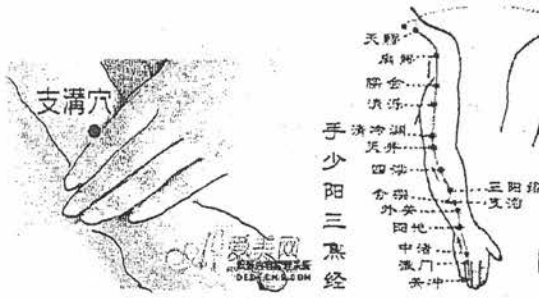 支溝穴
爱美网
手少阳三焦经
天髎
肩髎
臑会
消泺
清冷渊
天井
四渎
三阳络
会宗
支沟
外关
阳池
中渚
液门
关冲